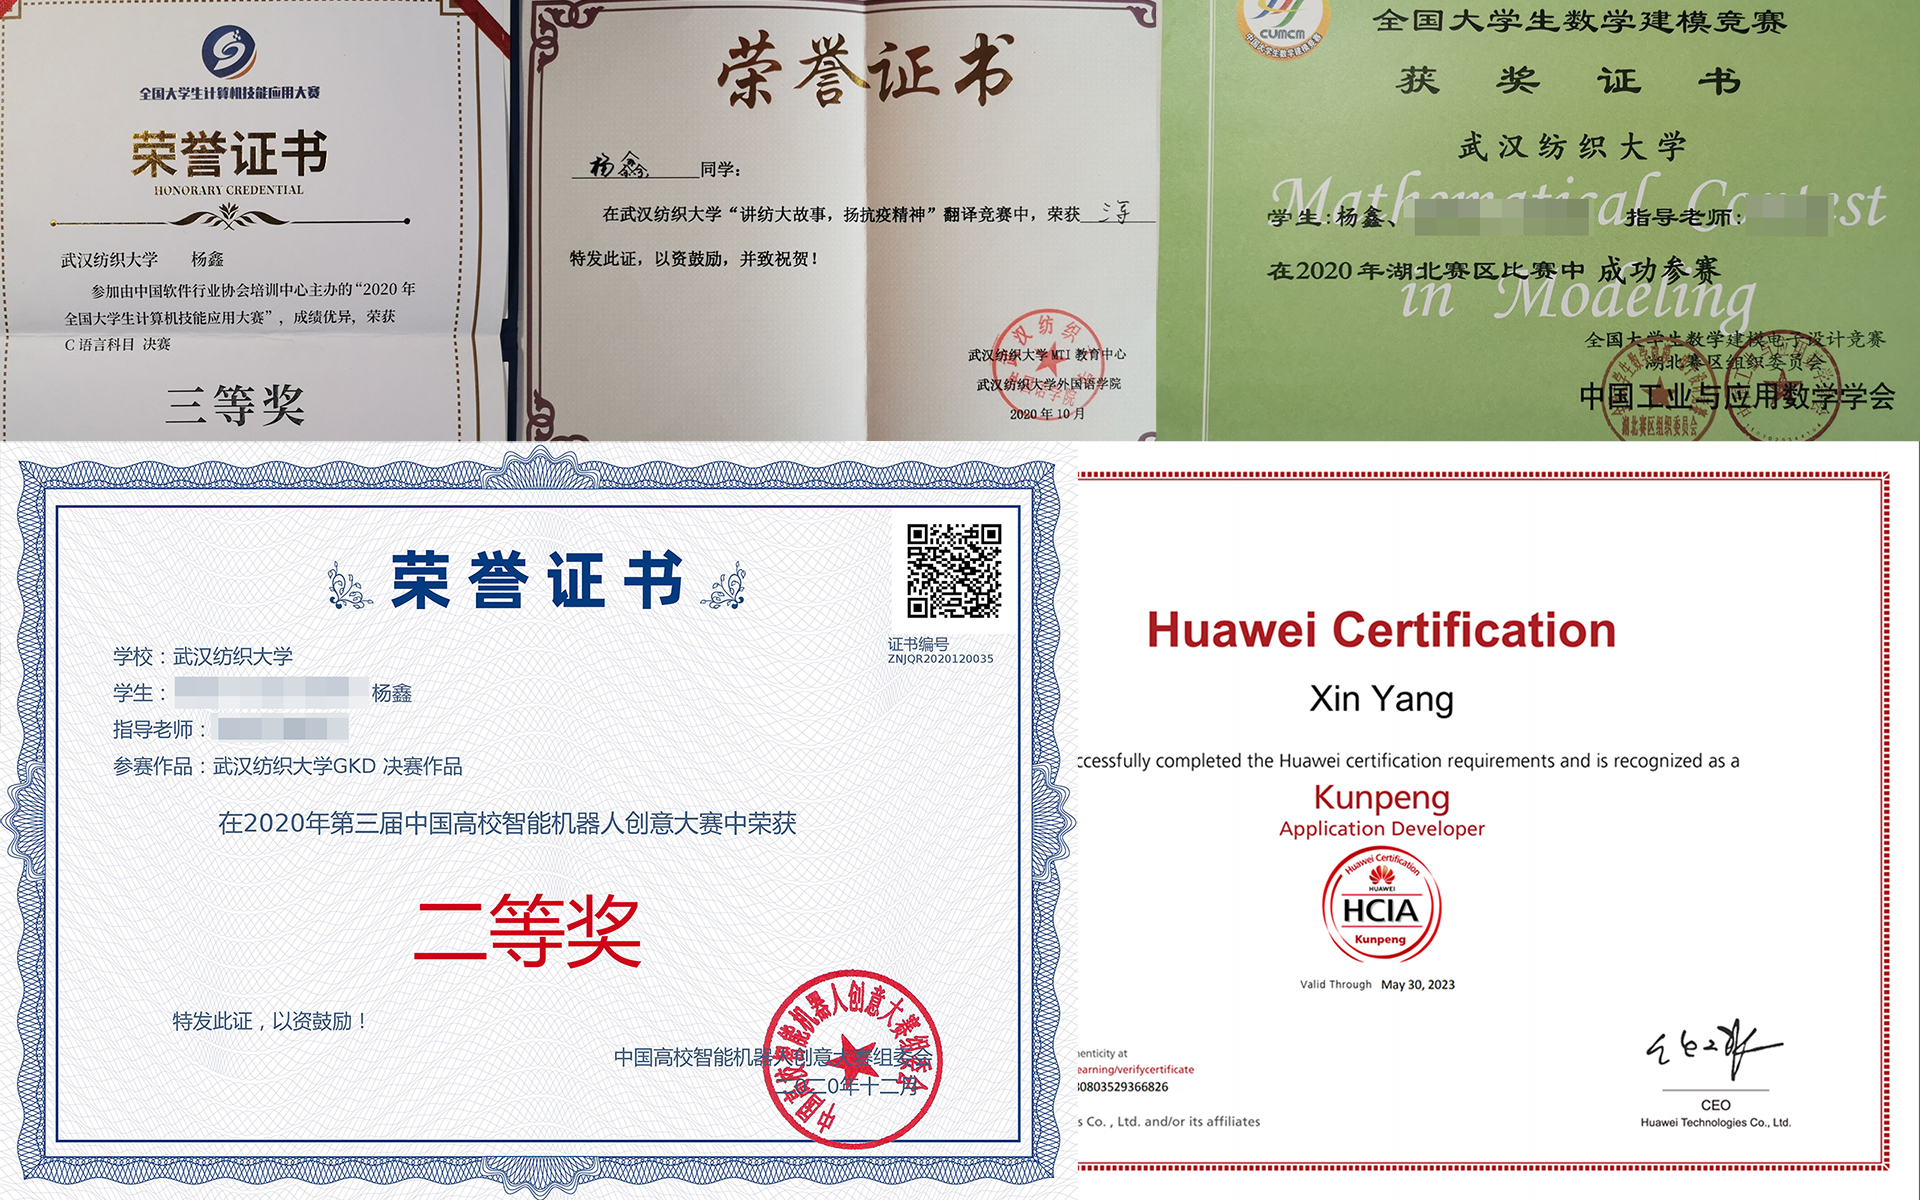 全国大学生计算机技能应用大赛
荣誉证书
HONORARY CREDENTIAL
武汉纺织大学 杨鑫
参加由中国软件行业协会培训中心主办的“2020 年
全国大学生计算机技能应用大赛”，成绩优异，荣获
C 语言科目 决赛
三等奖
荣誉证书
杨鑫 同学：
在武汉纺织大学“讲纺大故事，扬抗疫精神”翻译竞赛中，荣获 三等
特发此证，以资鼓励，并致祝贺！
武汉纺织大学 MTI 教育中心
武汉纺织大学外国语学院
2020 年 10 月
CUMCM
全国大学生数学建模竞赛
获奖证书
武汉纺织大学
Mathematical Contest
in Modeling
学生：杨鑫、 指导老师：
在2020年湖北赛区比赛中 成功参赛
全国大学生数学建模电子设计竞赛
湖北赛区组织委员会
中国工业与应用数学学会
荣誉证书
证书编号
ZNJQR2020120035
学校：武汉纺织大学
学生： 杨鑫
指导老师：
参赛作品：武汉纺织大学GKD 决赛作品
在2020年第三届中国高校智能机器人创意大赛中荣获
二等奖
特发此证，以资鼓励！
中国高校智能机器人创意大赛组委会
二0二0年十二月
中国高校智能机器人创意大赛组委会
Huawei Certification
Xin Yang
ccessfully completed the Huawei certification requirements and is recognized as a
Kunpeng
Application Developer
Huawei Certification
HUAWEI
HCIA
Kunpeng
Valid Through May 30, 2023
enticity at
earning/verifycertificate
80803529366826
s Co. , Ltd. and/or its affiliates
CEO
Huawei Technologies Co., Ltd.